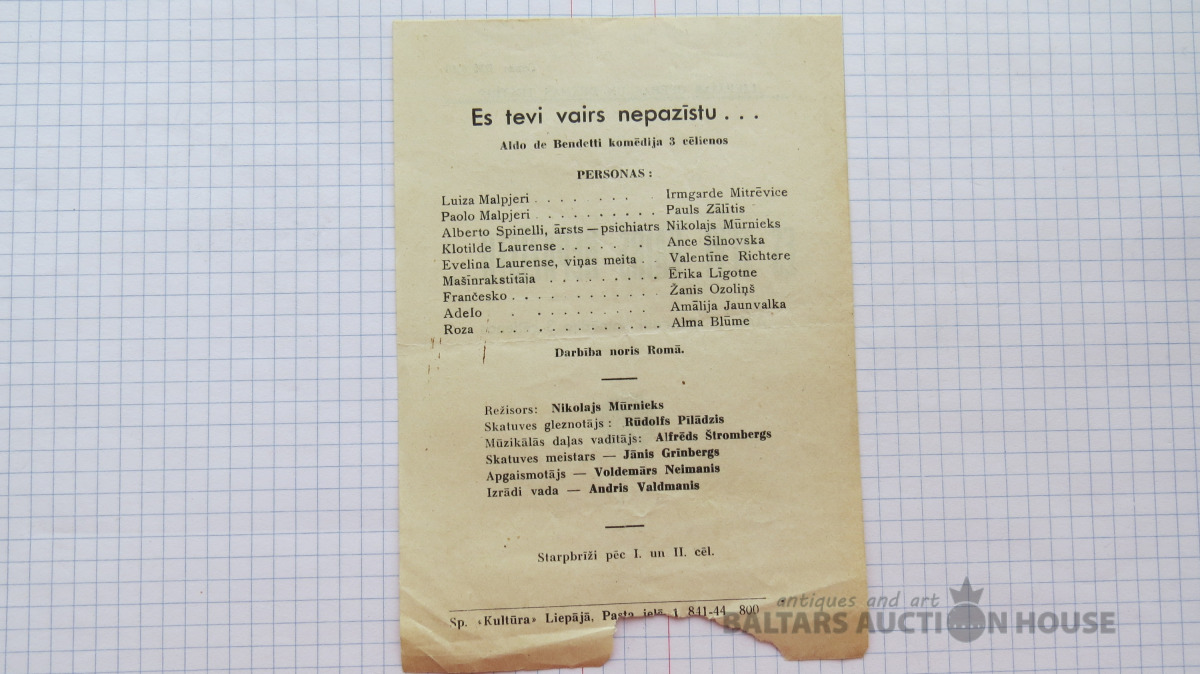 Es tevi vairs nepazīstu . . .
Aldo de Bendetti komēdija 3 cēlienos
PERSONAS :
Luiza Malpjeri . . . . . . Irmgarde Mitrēvice
Paolo Malpjeri . . . . . . . . . . Pauls Zālītis
Alberto Spinelli, ārsts — psichiatrs Nikolajs Mūrnieks
Klotilde Laurense . . . . . . Ance Silnovska
Evelina Laurense, viņas meita . . Valentīne Richtere
Mašīnrakstītāja . . . . . . . . . Ērika Līgotne
Frančesko . . . . . . . . . . . Žanis Ozoliņš
Adelo . . . . . . . . . Amālija Jaunvalka
Roza . . . . . . . . . . . . . Alma Blūme
Darbība noris Romā.
Režisors: Nikolajs Mūrnieks
Skatuves gleznotājs : Rūdolfs Pīlādzis
Mūzikālās daļas vadītājs: Alfrēds Štrombergs
Skatuves meistars — Jānis Grīnbergs
Apgaismotājs — Voldemārs Neimanis
Izrādi vada — Andris Valdmanis
Starpbrīži pēc I. un II. cēl.
Sp. «Kultūra» Liepājā, Pasta ielā 1 841-44 800
antiques and art
BALTARS AUCTION HOUSE